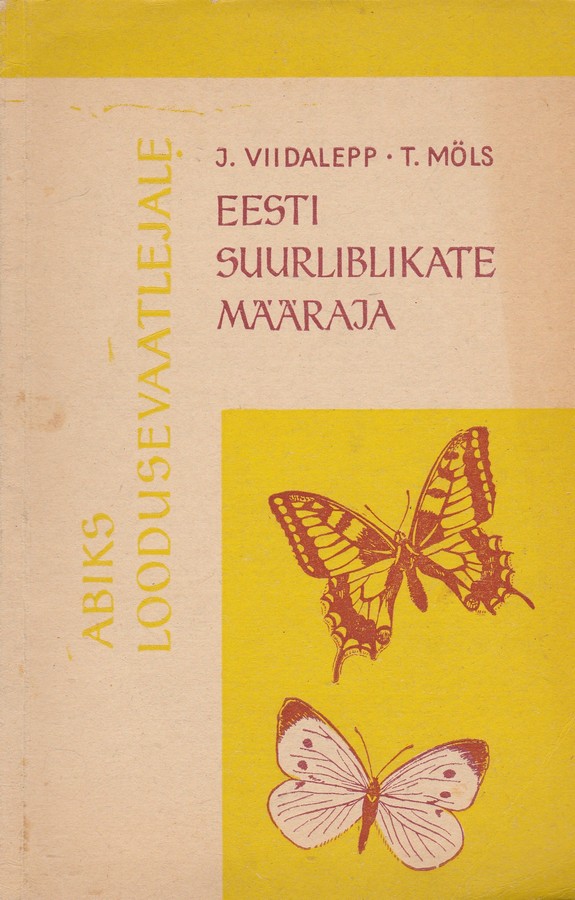 J. VIIDALEPP · T. MÖLS
EESTI
SUURLIBLIKATE
MÄÄRAJA
ABIKS
LOODUSEVAATLEJALE